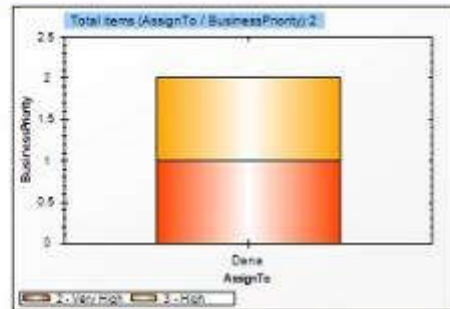 Total items (AssignTo / BusinessPriority):2
2.5
2
1.5
1
0.5
0
BusinessPriority
Dana
AssignTo
2 - Very High 3 - High